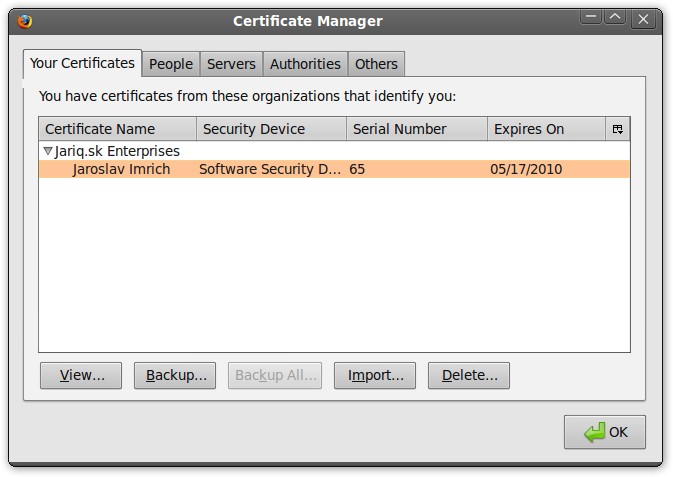 Certificate Manager
Your Certificates People Servers Authorities Others
You have certificates from these organizations that identify you:
Certificate Name Security Device Serial Number Expires On
Jariq.sk Enterprises
Jaroslav Imrich Software Security D... 65 05/17/2010
View... Backup... Backup All... Import... Delete...
OK